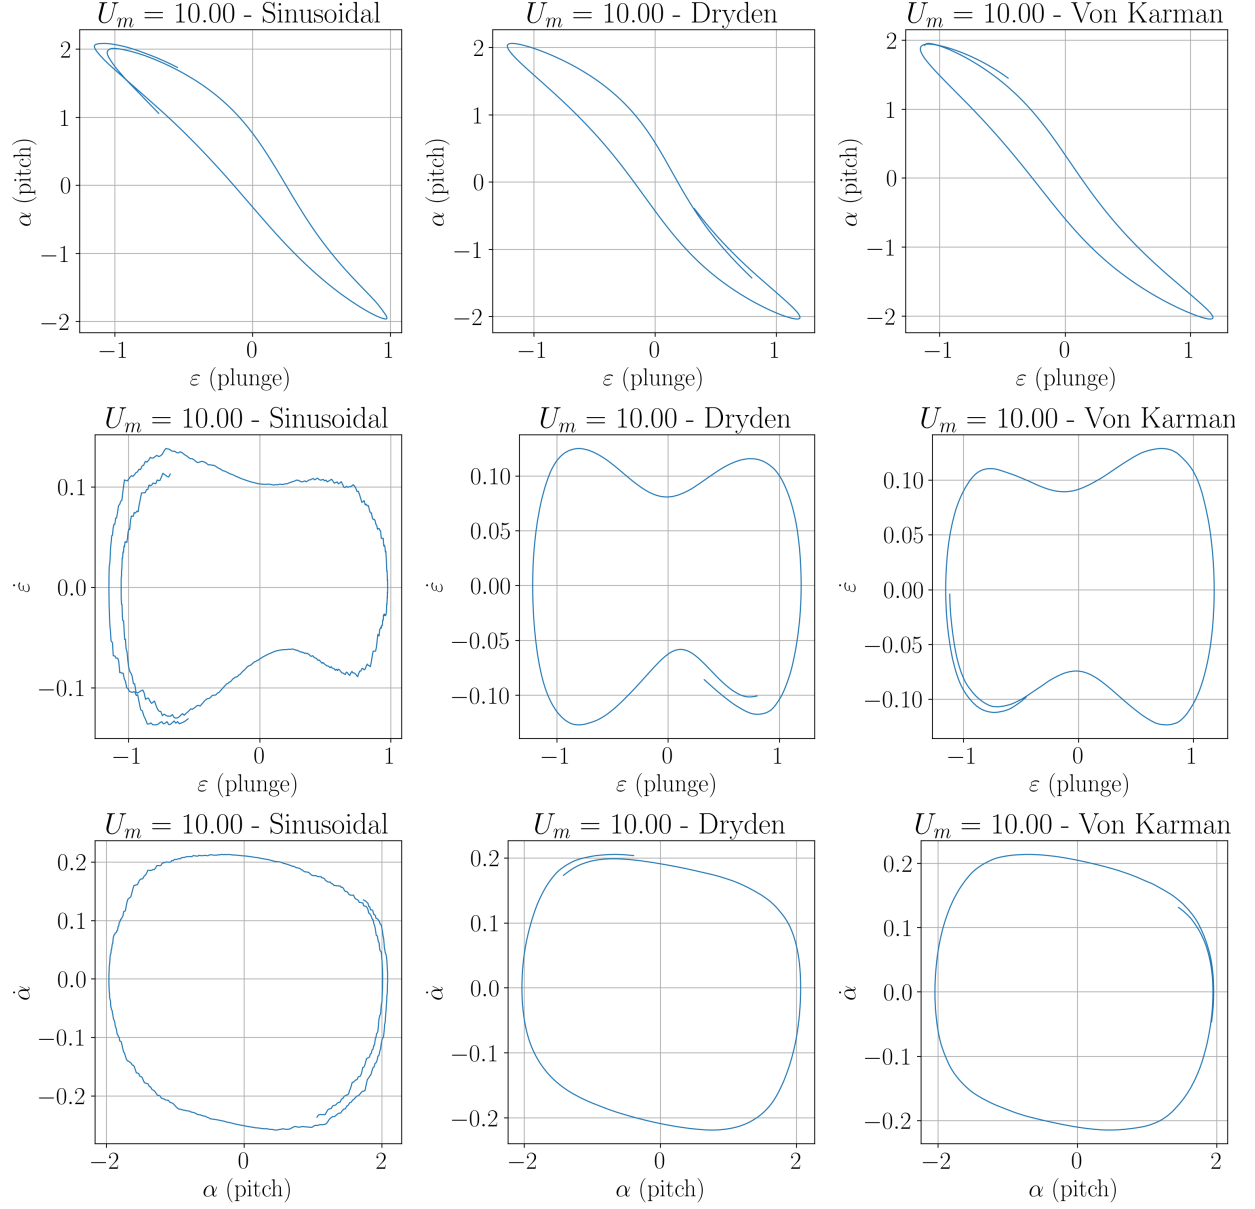 U_m = 10.00 - Sinusoidal
U_m = 10.00 - Dryden
U_m = 10.00 - Von Karman
α (pitch)
2
1
0
−1
−2
−1
0
1
ε (plunge)
α (pitch)
2
1
0
−1
−2
−1
0
1
ε (plunge)
α (pitch)
2
1
0
−1
−2
−1
0
1
ε (plunge)
U_m = 10.00 - Sinusoidal
U_m = 10.00 - Dryden
U_m = 10.00 - Von Karman
ε̇
0.1
0.0
−0.1
−1
0
1
ε (plunge)
ε̇
0.10
0.05
0.00
−0.05
−0.10
−1
0
1
ε (plunge)
ε̇
0.10
0.05
0.00
−0.05
−0.10
−1
0
1
ε (plunge)
U_m = 10.00 - Sinusoidal
U_m = 10.00 - Dryden
U_m = 10.00 - Von Karman
α̇
0.2
0.1
0.0
−0.1
−0.2
−2
0
2
α (pitch)
α̇
0.2
0.1
0.0
−0.1
−0.2
−2
0
2
α (pitch)
α̇
0.2
0.1
0.0
−0.1
−0.2
−2
0
2
α (pitch)